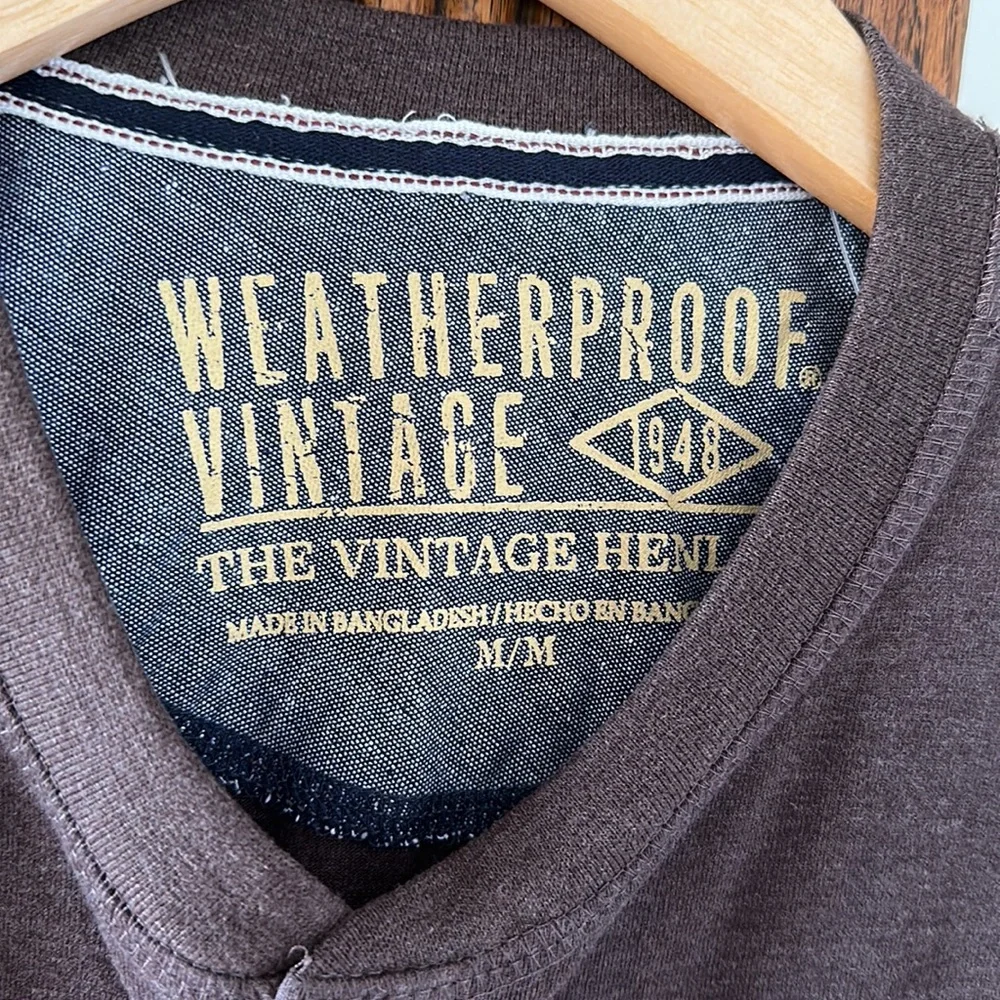 WEATHERPROOF®
VINTAGE 1948
THE VINTAGE HENL
MADE IN BANGLADESH / HECHO EN BANG
M/M